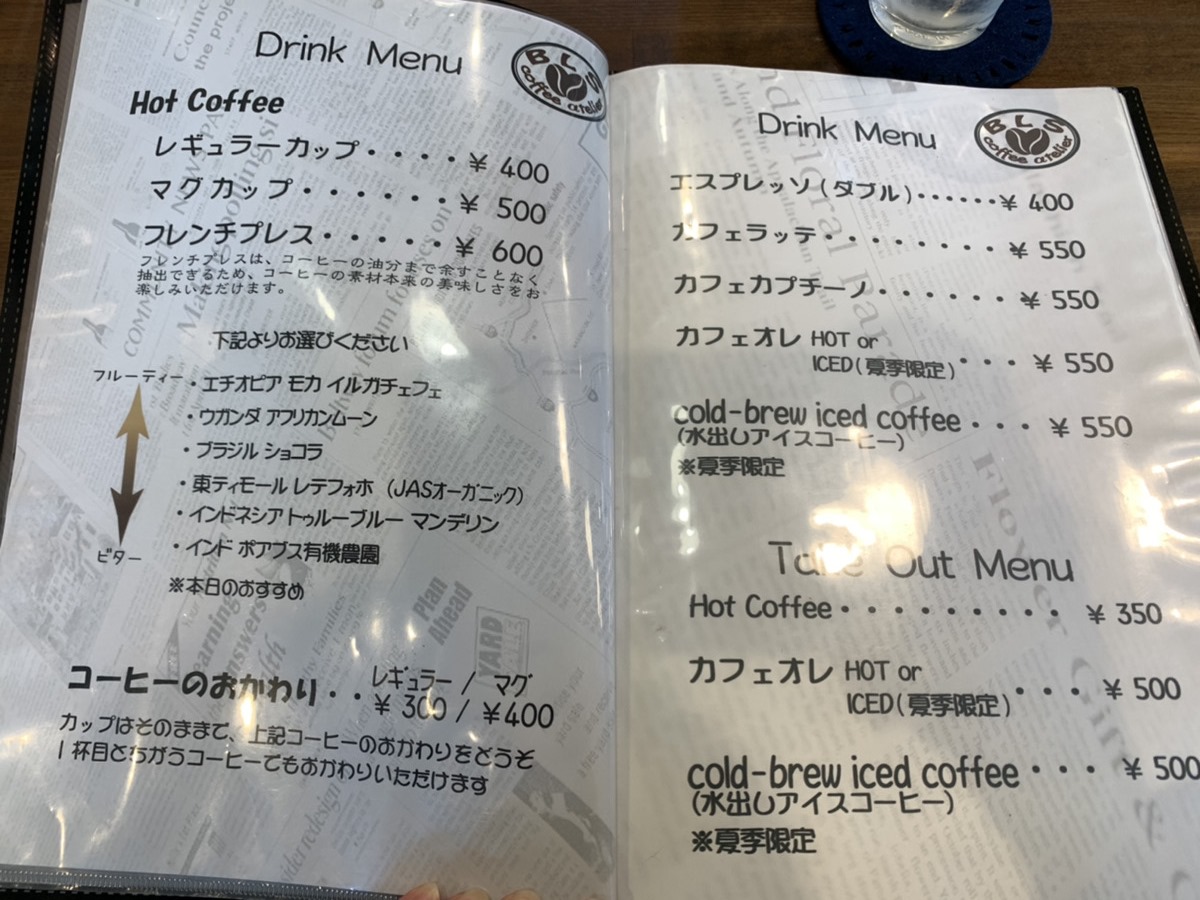 Drink Menu
BLS
coffee atelier
Hot Coffee
レギュラーカップ・・・・¥ 400
マグカップ・・・・・・¥ 500
フレンチプレス・・・・・¥ 600
フレンチプレスは、コーヒーの油分まで余すことなく
抽出できるため、コーヒーの素材本来の美味しさをお
楽しみいただけます。
下記よりお選びください
フルーティー・エチオピア モカ イルガチェフェ
・ウガンダ アフリカンムーン
・ブラジル ショコラ
・東ティモール レテフォホ (JASオーガニック)
・インドネシア トゥルーブルー マンデリン
・インド ポアブス有機農園
ビター
※本日のおすすめ
コーヒーのおかわり・・
レギュラー / マグ
¥ 300 / ¥400
カップはそのままで、上記コーヒーのおかわりをどうぞ
1杯目とちがうコーヒーでもおかわりいただけます
Drink Menu
BLS
coffee atelier
エスプレッソ(ダブル)······¥ 400
カフェラッテ・・・・・・・・¥ 550
カフェカプチーノ・・・・・・¥ 550
カフェオレ HOT or
ICED(夏季限定)・・・¥ 550
cold-brew iced coffee・・・¥ 550
(水出しアイスコーヒー)
※夏季限定
Take Out Menu
Hot Coffee・・・・・・・・・¥ 350
カフェオレ HOT or
ICED(夏季限定)・・・¥ 500
cold-brew iced coffee・・・¥ 500
(水出しアイスコーヒー)
※夏季限定